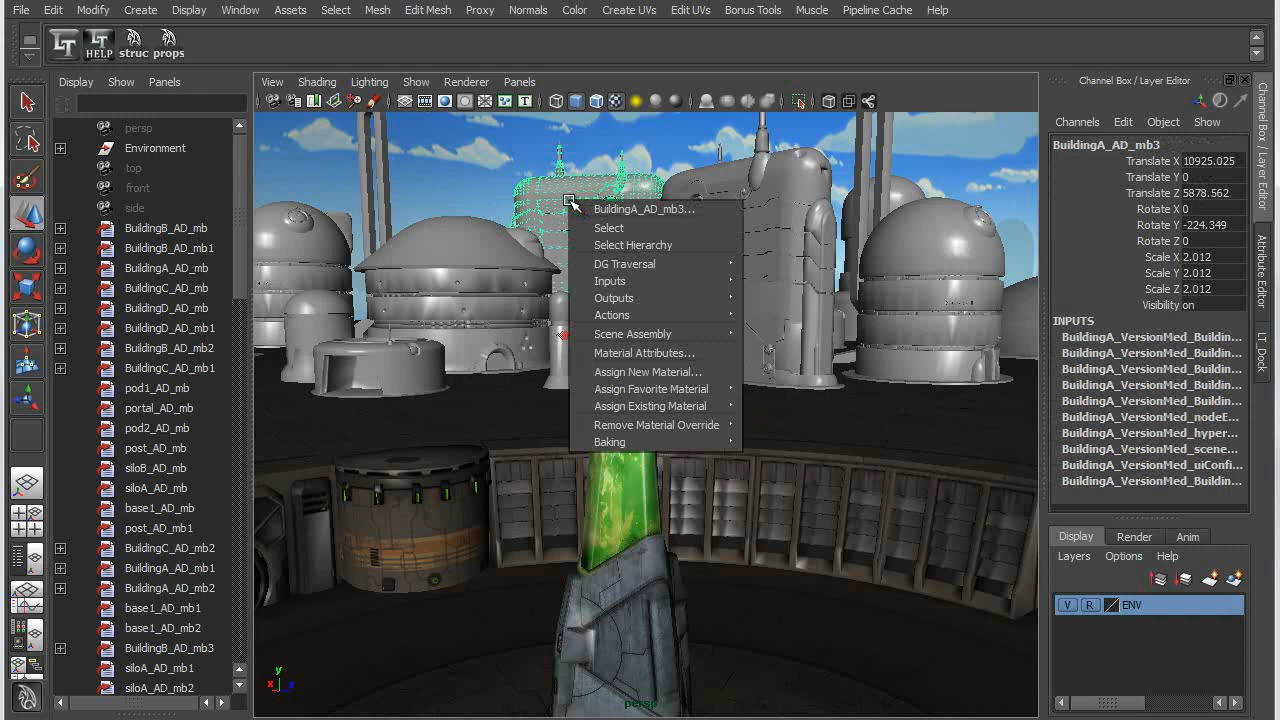 File Edit Modify Create Display Window Assets Select Mesh Edit Mesh Proxy Normals Color Create UVs Edit UVs Bonus Tools Muscle Pipeline Cache Help
LT LT HELP struc props
Display Show Panels
persp
Environment
top
front
side
BuildingB_AD_mb
BuildingB_AD_mb1
BuildingA_AD_mb
BuildingC_AD_mb
BuildingD_AD_mb
BuildingD_AD_mb1
BuildingB_AD_mb2
BuildingC_AD_mb1
pod1_AD_mb
portal_AD_mb
pod2_AD_mb
post_AD_mb
siloB_AD_mb
siloA_AD_mb
base1_AD_mb
post_AD_mb1
BuildingC_AD_mb2
BuildingA_AD_mb1
BuildingA_AD_mb2
base1_AD_mb1
base1_AD_mb2
BuildingB_AD_mb3
siloA_AD_mb1
siloA_AD_mb2
View Shading Lighting Show Renderer Panels
BuildingA_AD_mb3...
Select
Select Hierarchy
DG Traversal
Inputs
Outputs
Actions
Scene Assembly
Material Attributes...
Assign New Material...
Assign Favorite Material
Assign Existing Material
Remove Material Override
Baking
y
x z
persp
Channel Box / Layer Editor
Channels Edit Object Show
BuildingA_AD_mb3
Translate X 10925.025
Translate Y 0
Translate Z 5878.562
Rotate X 0
Rotate Y -224.349
Rotate Z 0
Scale X 2.012
Scale Y 2.012
Scale Z 2.012
Visibility on
INPUTS
BuildingA_VersionMed_Buildin...
BuildingA_VersionMed_Buildin...
BuildingA_VersionMed_Buildin...
BuildingA_VersionMed_Buildin...
BuildingA_VersionMed_Buildin...
BuildingA_VersionMed_nodeE...
BuildingA_VersionMed_hyper...
BuildingA_VersionMed_scene...
BuildingA_VersionMed_uiConfi...
BuildingA_VersionMed_Buildin...
Display Render Anim
Layers Options Help
V R ENV
Channel Box / Layer Editor
Attribute Editor
LT Dock